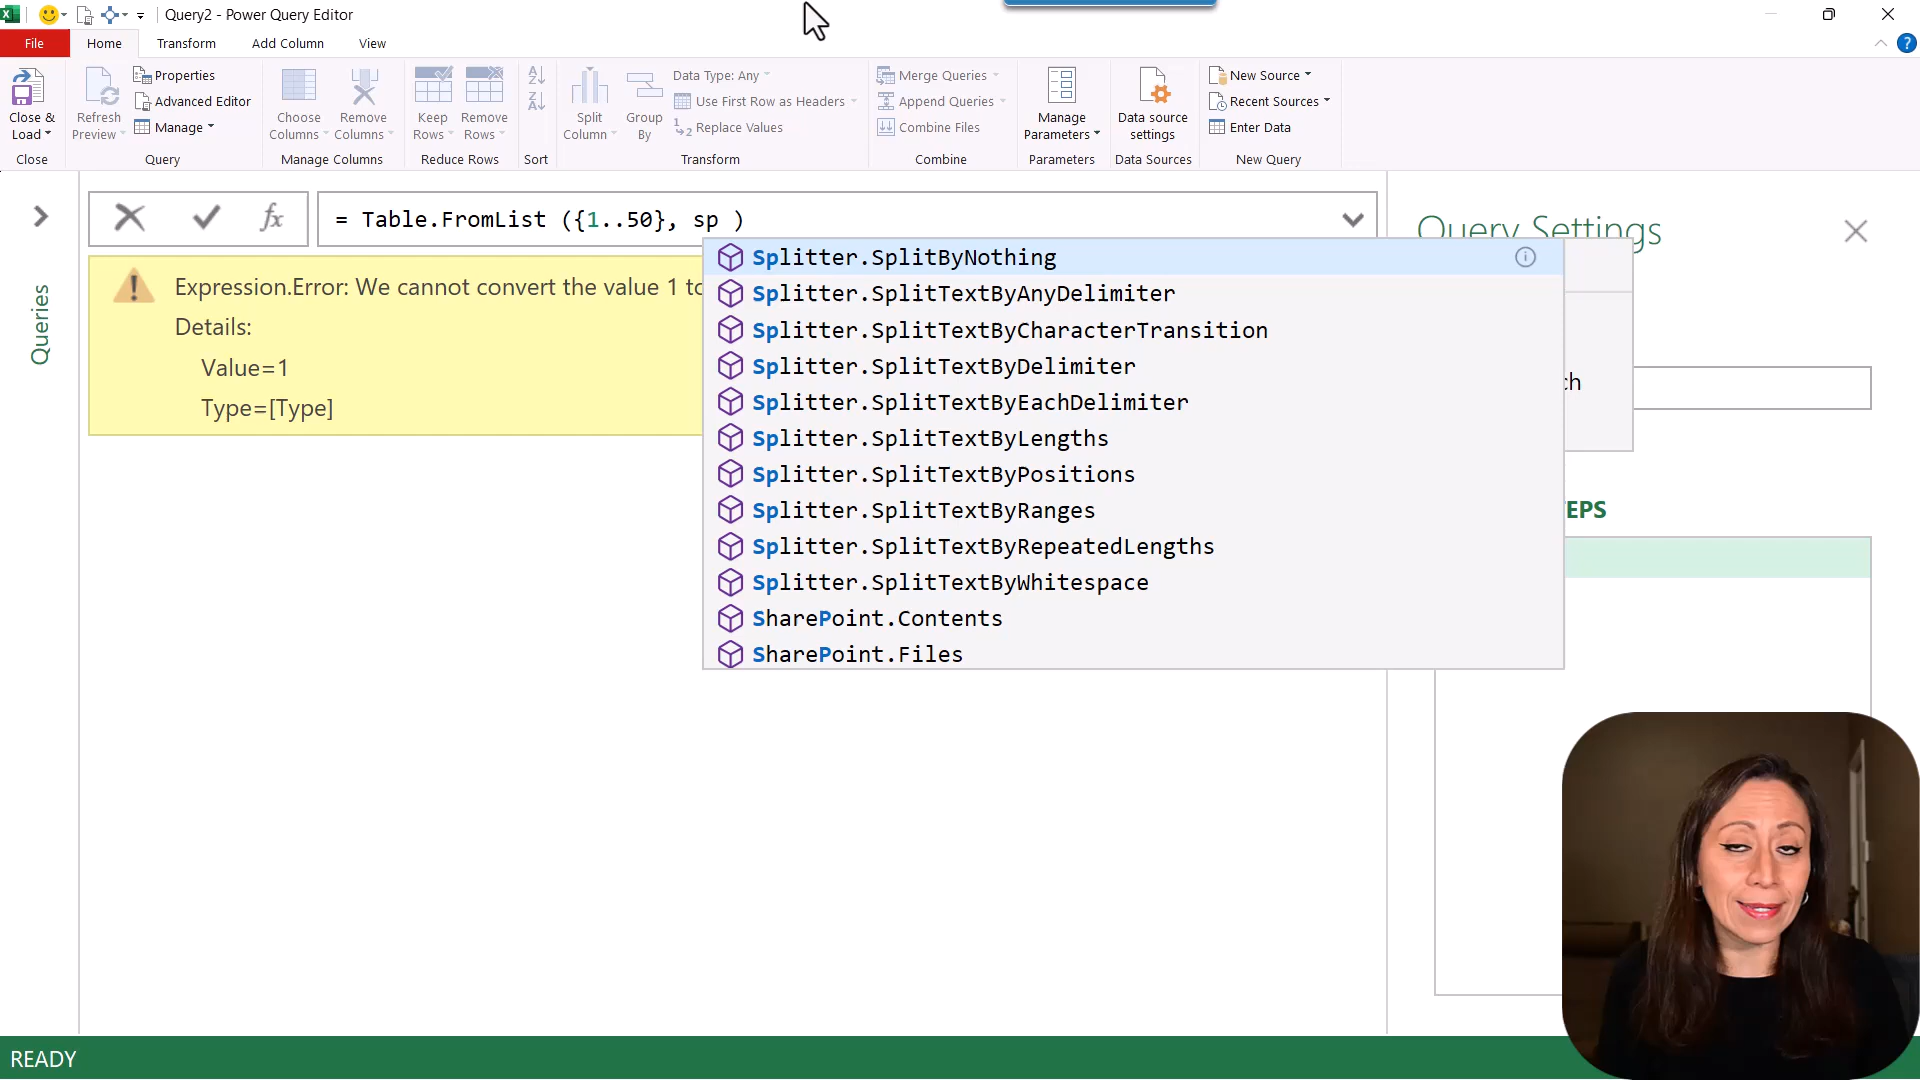 Query2 - Power Query Editor
File
Home
Transform
Add Column
View
Close &
Load
Close
Refresh
Preview
Properties
Advanced Editor
Manage
Query
Choose
Columns
Remove
Columns
Manage Columns
Keep
Rows
Remove
Rows
Reduce Rows
Sort
Split
Column
Group
By
Data Type: Any
Use First Row as Headers
Replace Values
Transform
Merge Queries
Append Queries
Combine Files
Combine
Manage
Parameters
Parameters
Data source
settings
Data Sources
New Source
Recent Sources
Enter Data
New Query
fx
= Table.FromList ({1..50}, sp )
Queries
Expression.Error: We cannot convert the value 1 to
Details:
Value=1
Type=[Type]
Splitter.SplitByNothing
Splitter.SplitTextByAnyDelimiter
Splitter.SplitTextByCharacterTransition
Splitter.SplitTextByDelimiter
Splitter.SplitTextByEachDelimiter
Splitter.SplitTextByLengths
Splitter.SplitTextByPositions
Splitter.SplitTextByRanges
Splitter.SplitTextByRepeatedLengths
Splitter.SplitTextByWhitespace
SharePoint.Contents
SharePoint.Files
Query Settings
READY